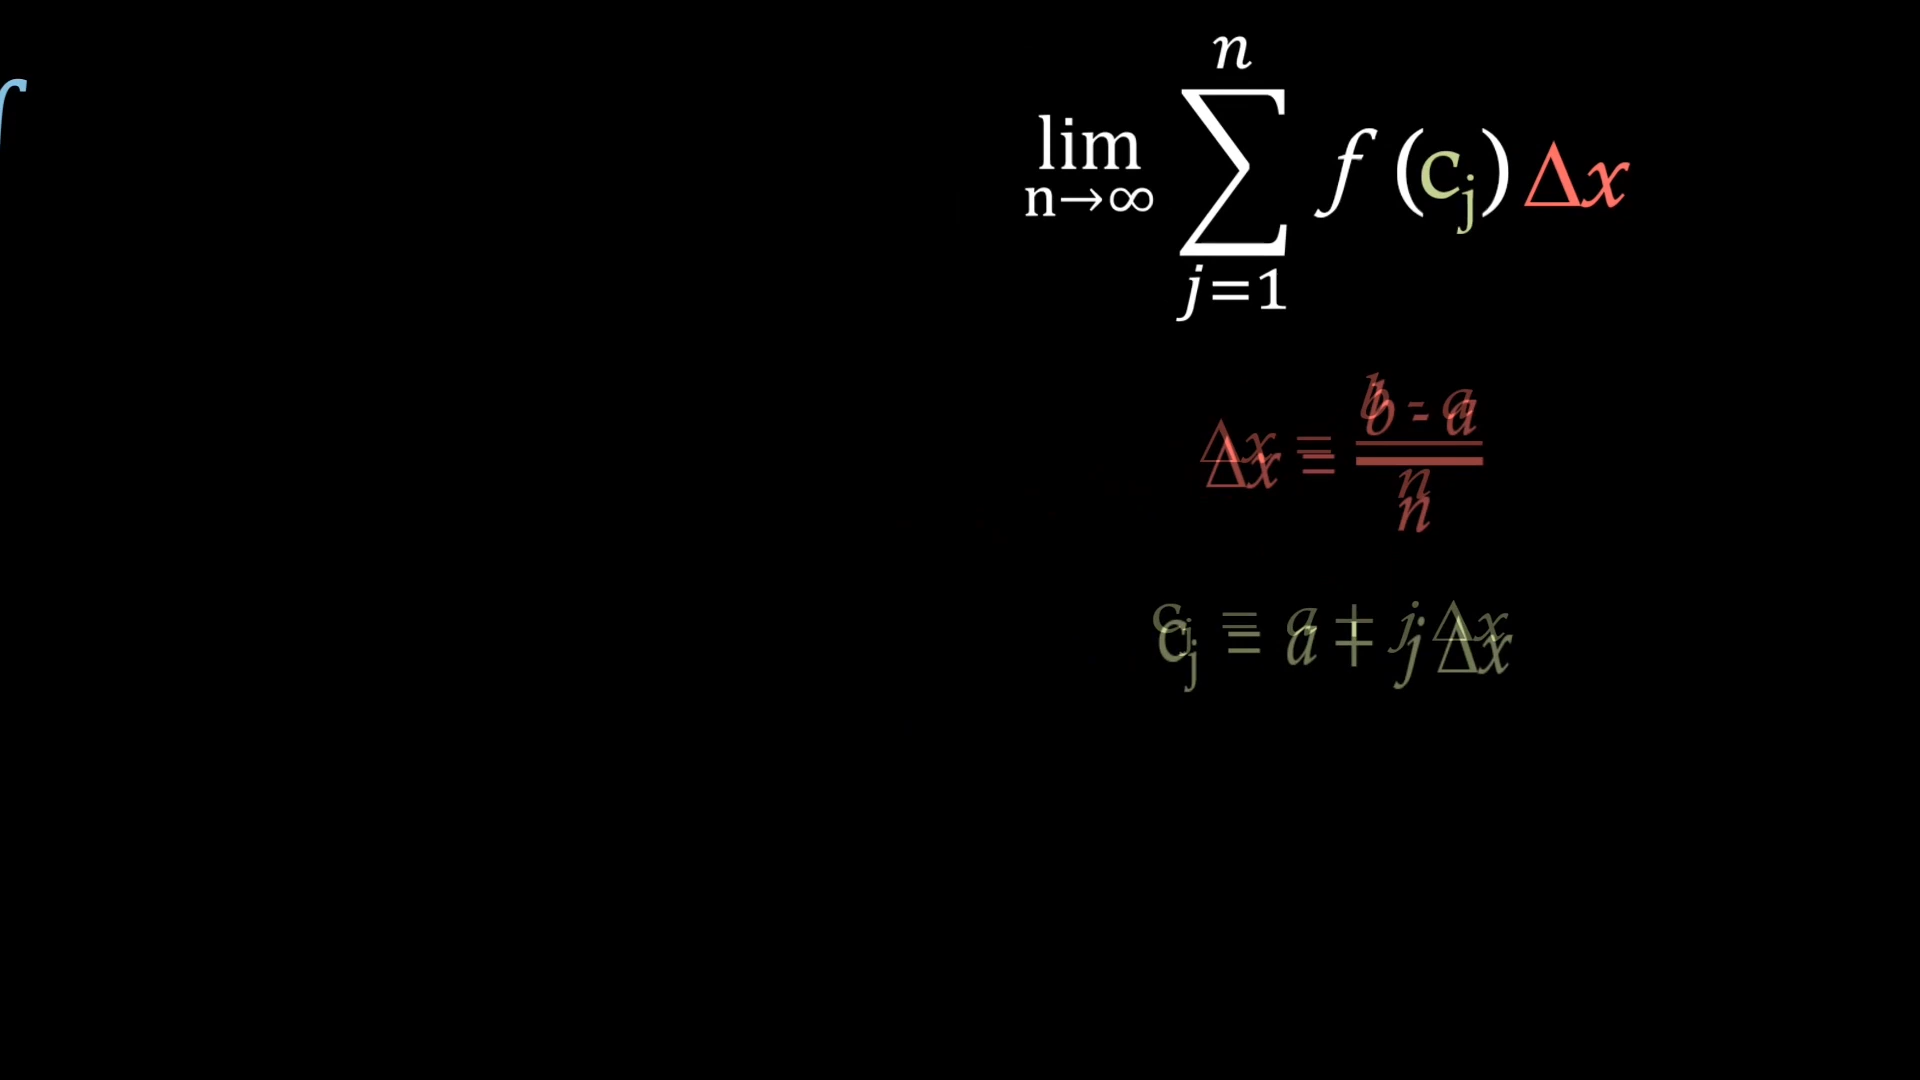 lim n→∞ n ∑ j=1 f(cⱼ)Δx
Δx = b - a / n
cⱼ = a + jΔx